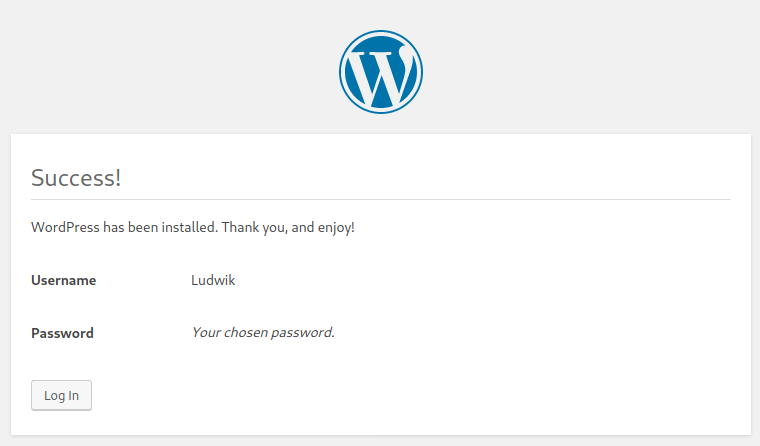 Success!
WordPress has been installed. Thank you, and enjoy!
Username Ludwik
Password Your chosen password.
Log In